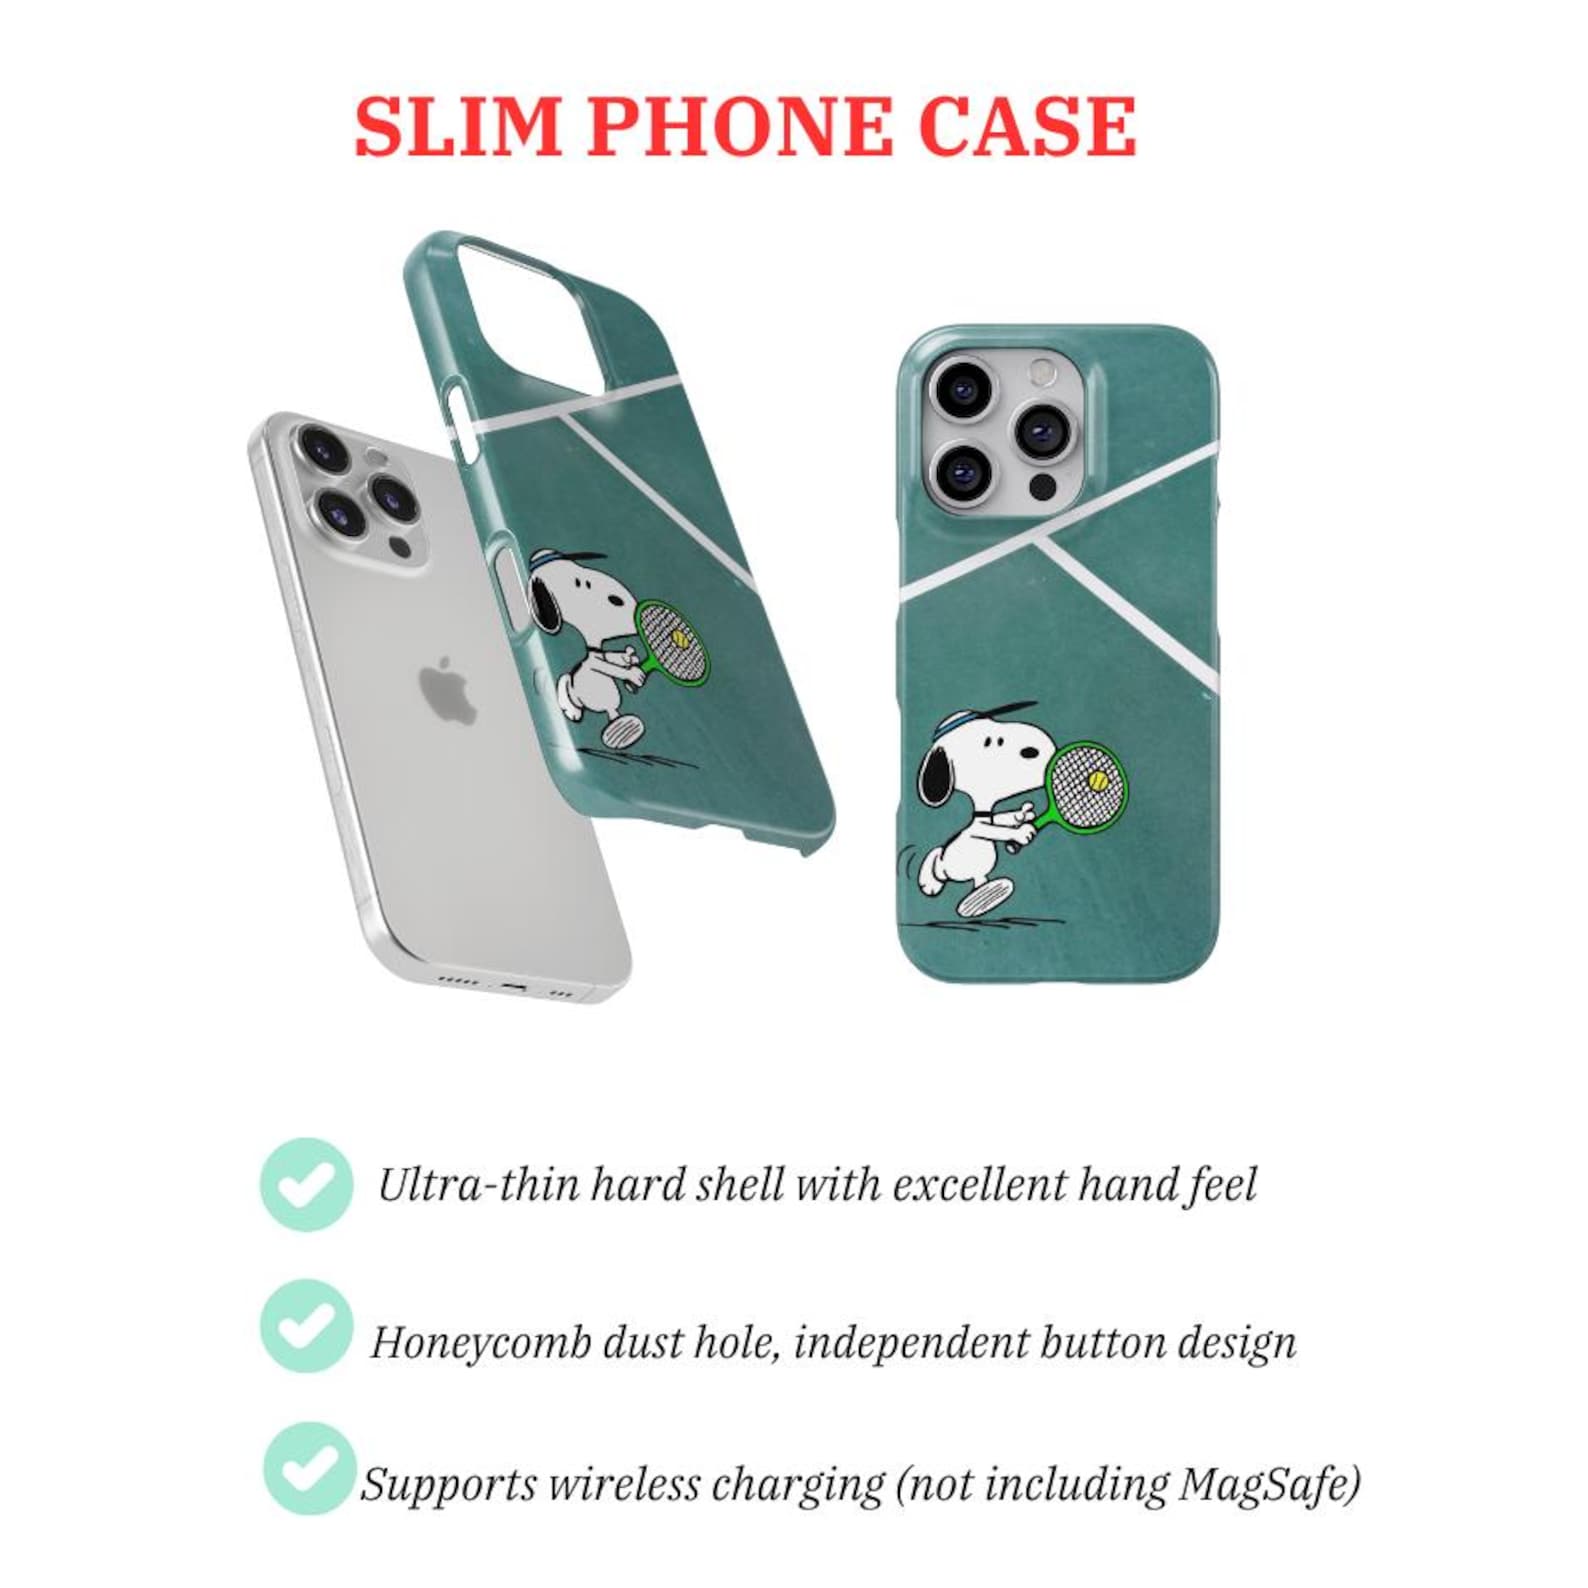 SLIM PHONE CASE
Ultra-thin hard shell with excellent hand feel
Honeycomb dust hole, independent button design
Supports wireless charging (not including MagSafe)